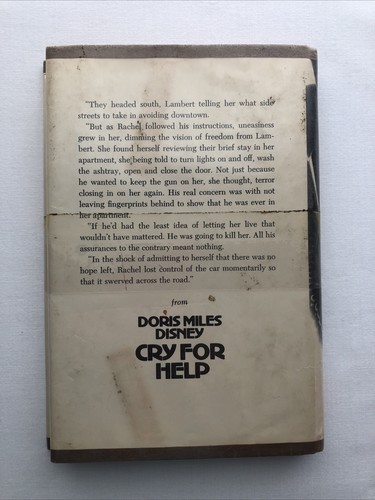 "They headed south, Lambert telling her what side
streets to take in avoiding downtown.
"But as Rachel followed his instructions, uneasiness
grew in her, dimming the vision of freedom from Lam-
bert. She found herself reviewing their brief stay in her
apartment, she being told to turn lights on and off, wash
the ashtray, open and close the door. Not just because
he wanted to keep the gun on her, she thought, terror
closing in on her again. His real concern was with not
leaving fingerprints behind to show that he was ever in
her apartment.
"If he'd had the least idea of letting her live that
wouldn't have mattered. He was going to kill her. All his
assurances to the contrary meant nothing.
"In the shock of admitting to herself that there was no
hope left, Rachel lost control of the car momentarily so
that it swerved across the road."
from
DORIS MILES
DISNEY
CRY FOR
HELP